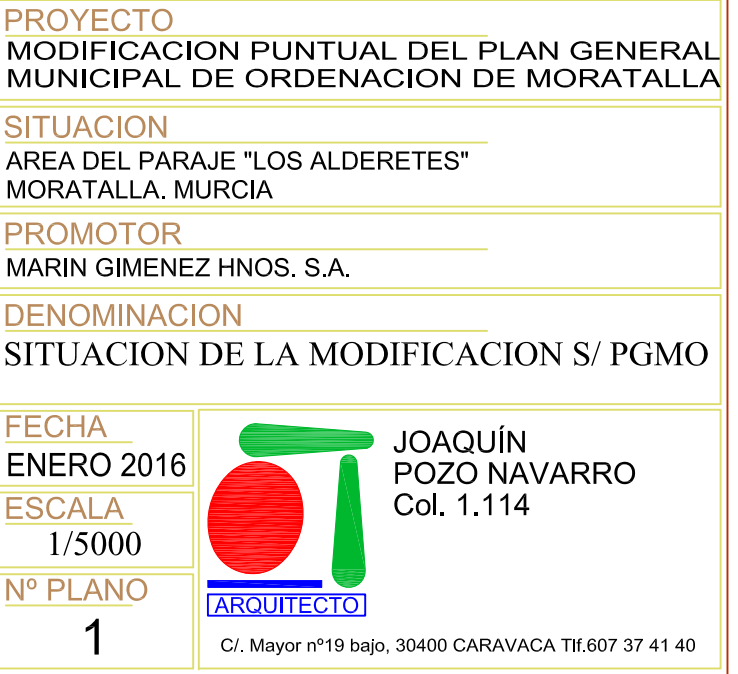 PROYECTO
MODIFICACION PUNTUAL DEL PLAN GENERAL
MUNICIPAL DE ORDENACION DE MORATALLA
SITUACION
AREA DEL PARAJE "LOS ALDERETES"
MORATALLA. MURCIA
PROMOTOR
MARIN GIMENEZ HNOS. S.A.
DENOMINACION
SITUACION DE LA MODIFICACION S/ PGMO
FECHA
ENERO 2016
ESCALA
1/5000
Nº PLANO
1
JOAQUÍN
POZO NAVARRO
Col. 1.114
ARQUITECTO
C/. Mayor nº19 bajo, 30400 CARAVACA Tlf.607 37 41 40